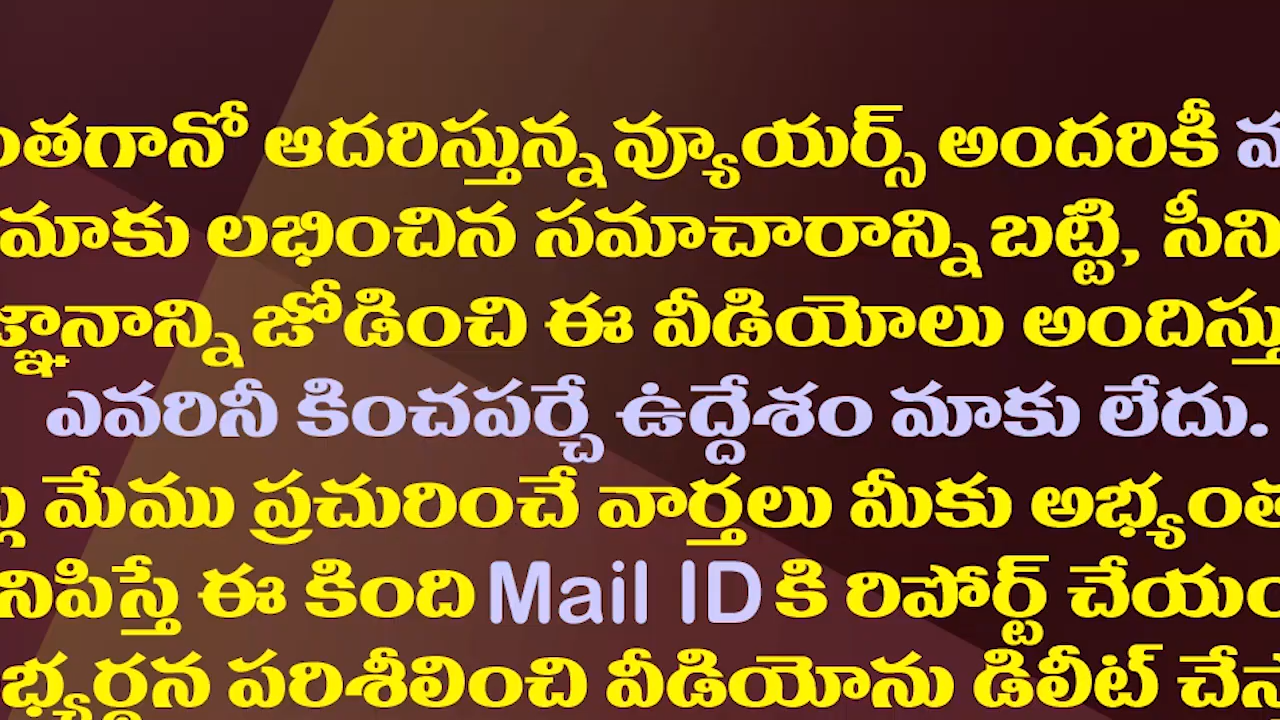 ఆదరిస్తున్న వ్యూయర్స్ అందరికీ
మాకు లభించిన సమాచారాన్ని బట్టి, సీని
జోడించి ఈ వీడియోలు
ఎవరినీ కించపర్చే ఉద్దేశం మాకు లేదు.
మేము ప్రచురించే వార్తలు మీకు
ఈ కింది Mail ID కి రిపోర్ట్
పరిశీలించి వీడియోను డిలీట్